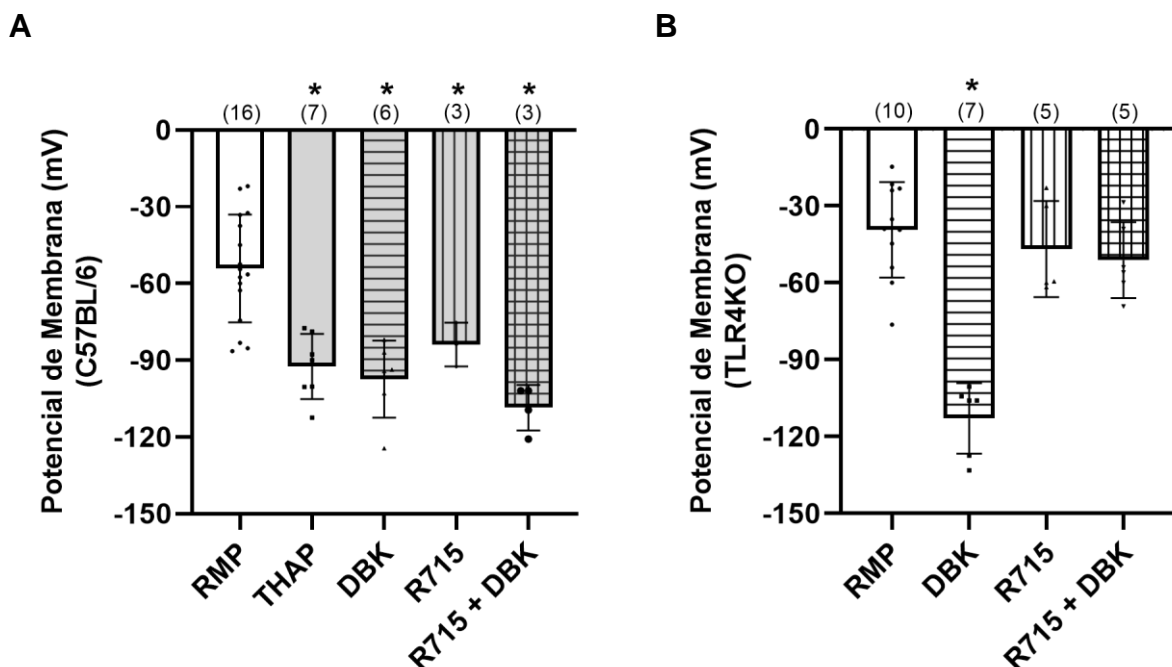 A
Potencial de Membrana (mV)
(C57BL/6)
* * * *
(16) (7) (6) (3) (3)
0
-30
-60
-90
-120
-150
RMP
THAP
DBK
R715
R715 + DBK
B
Potencial de Membrana (mV)
(TLR4KO)
*
(10) (7) (5) (5)
0
-30
-60
-90
-120
-150
RMP
DBK
R715
R715 + DBK